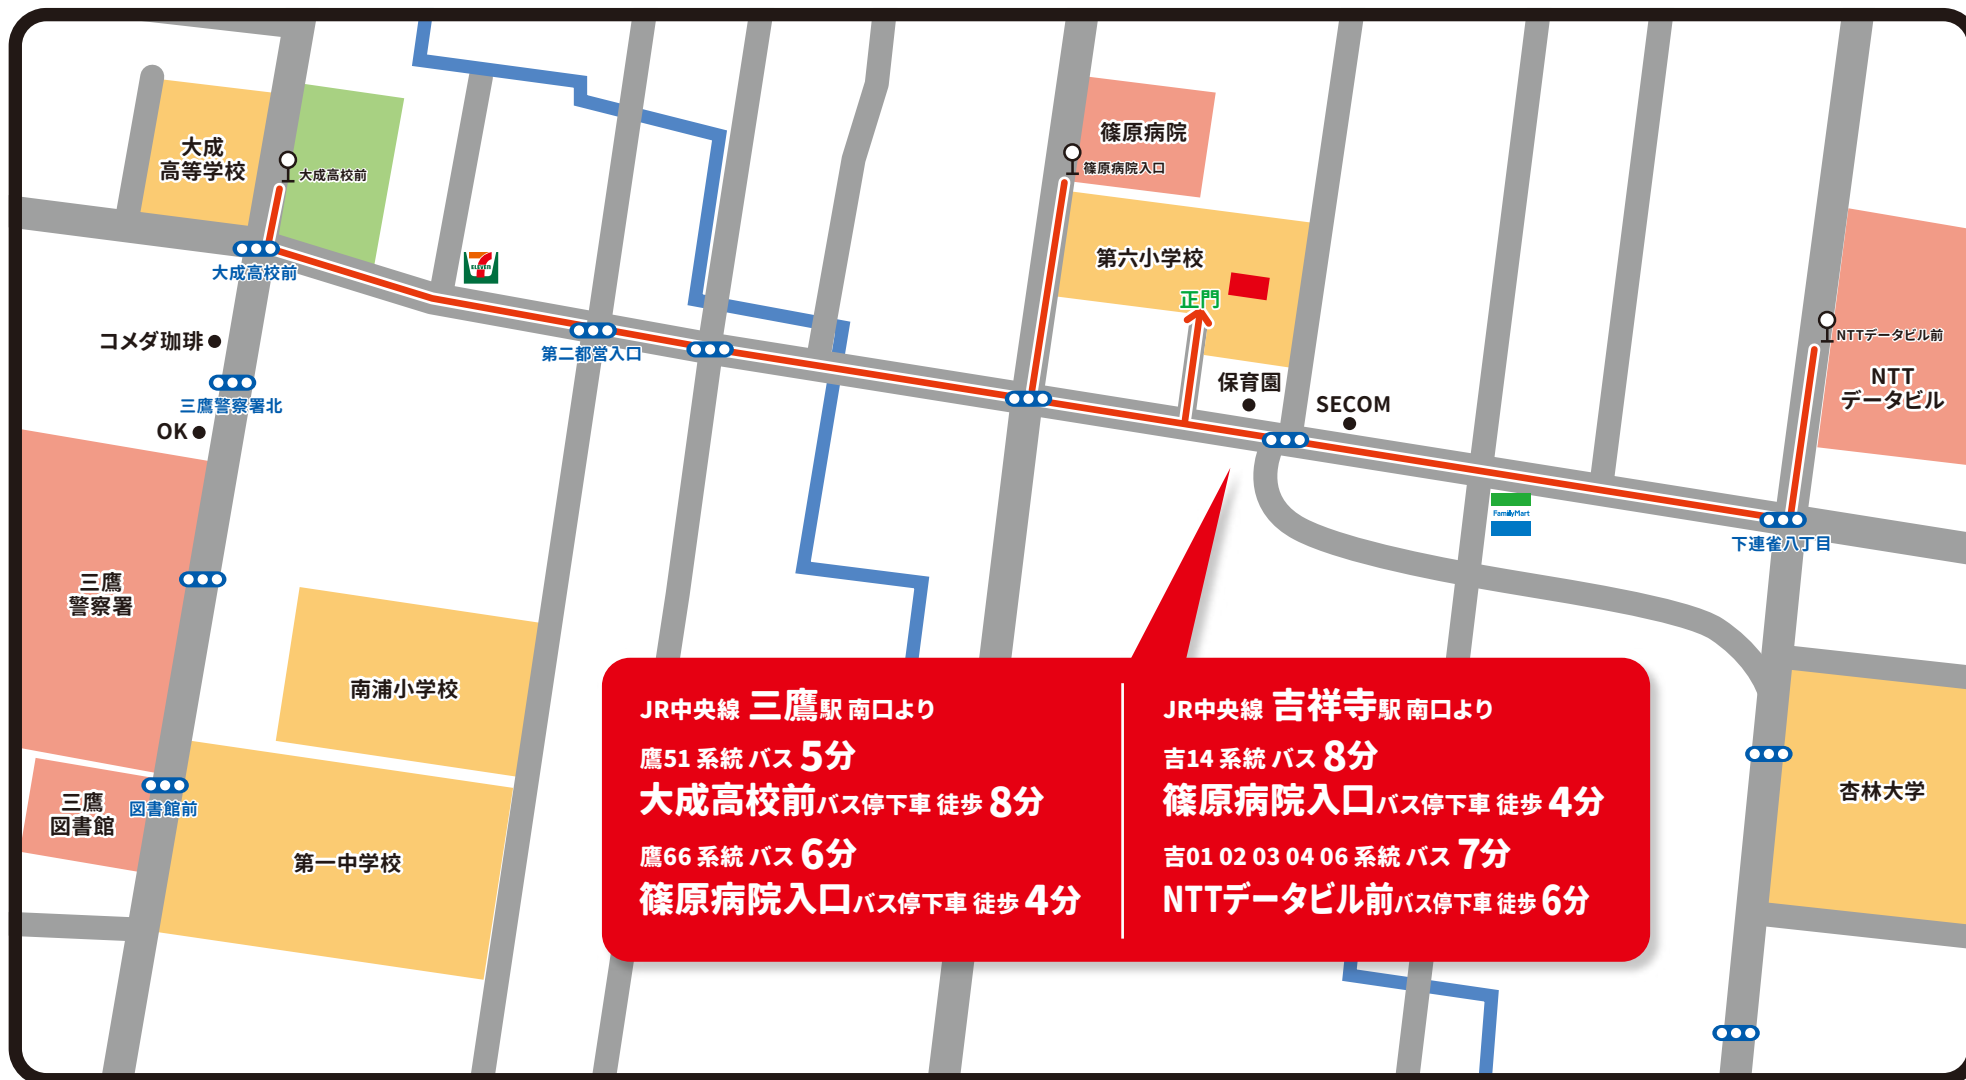 大成
高等学校
大成高校前
大成高校前
ELEVEN
第二都営入口
コメダ珈琲
三鷹警察署北
OK
三鷹
警察署
三鷹
図書館
図書館前
南浦小学校
第一中学校
篠原病院
篠原病院入口
第六小学校
正門
保育園
SECOM
FamilyMart
NTTデータビル前
NTT
データビル
下連雀八丁目
杏林大学
JR中央線 三鷹駅 南口より
鷹51 系統 バス 5分
大成高校前バス停下車 徒歩 8分
鷹66 系統 バス 6分
篠原病院入口バス停下車 徒歩 4分
JR中央線 吉祥寺駅 南口より
吉14 系統 バス 8分
篠原病院入口バス停下車 徒歩 4分
吉01 02 03 04 06 系統 バス 7分
NTTデータビル前バス停下車 徒歩 6分